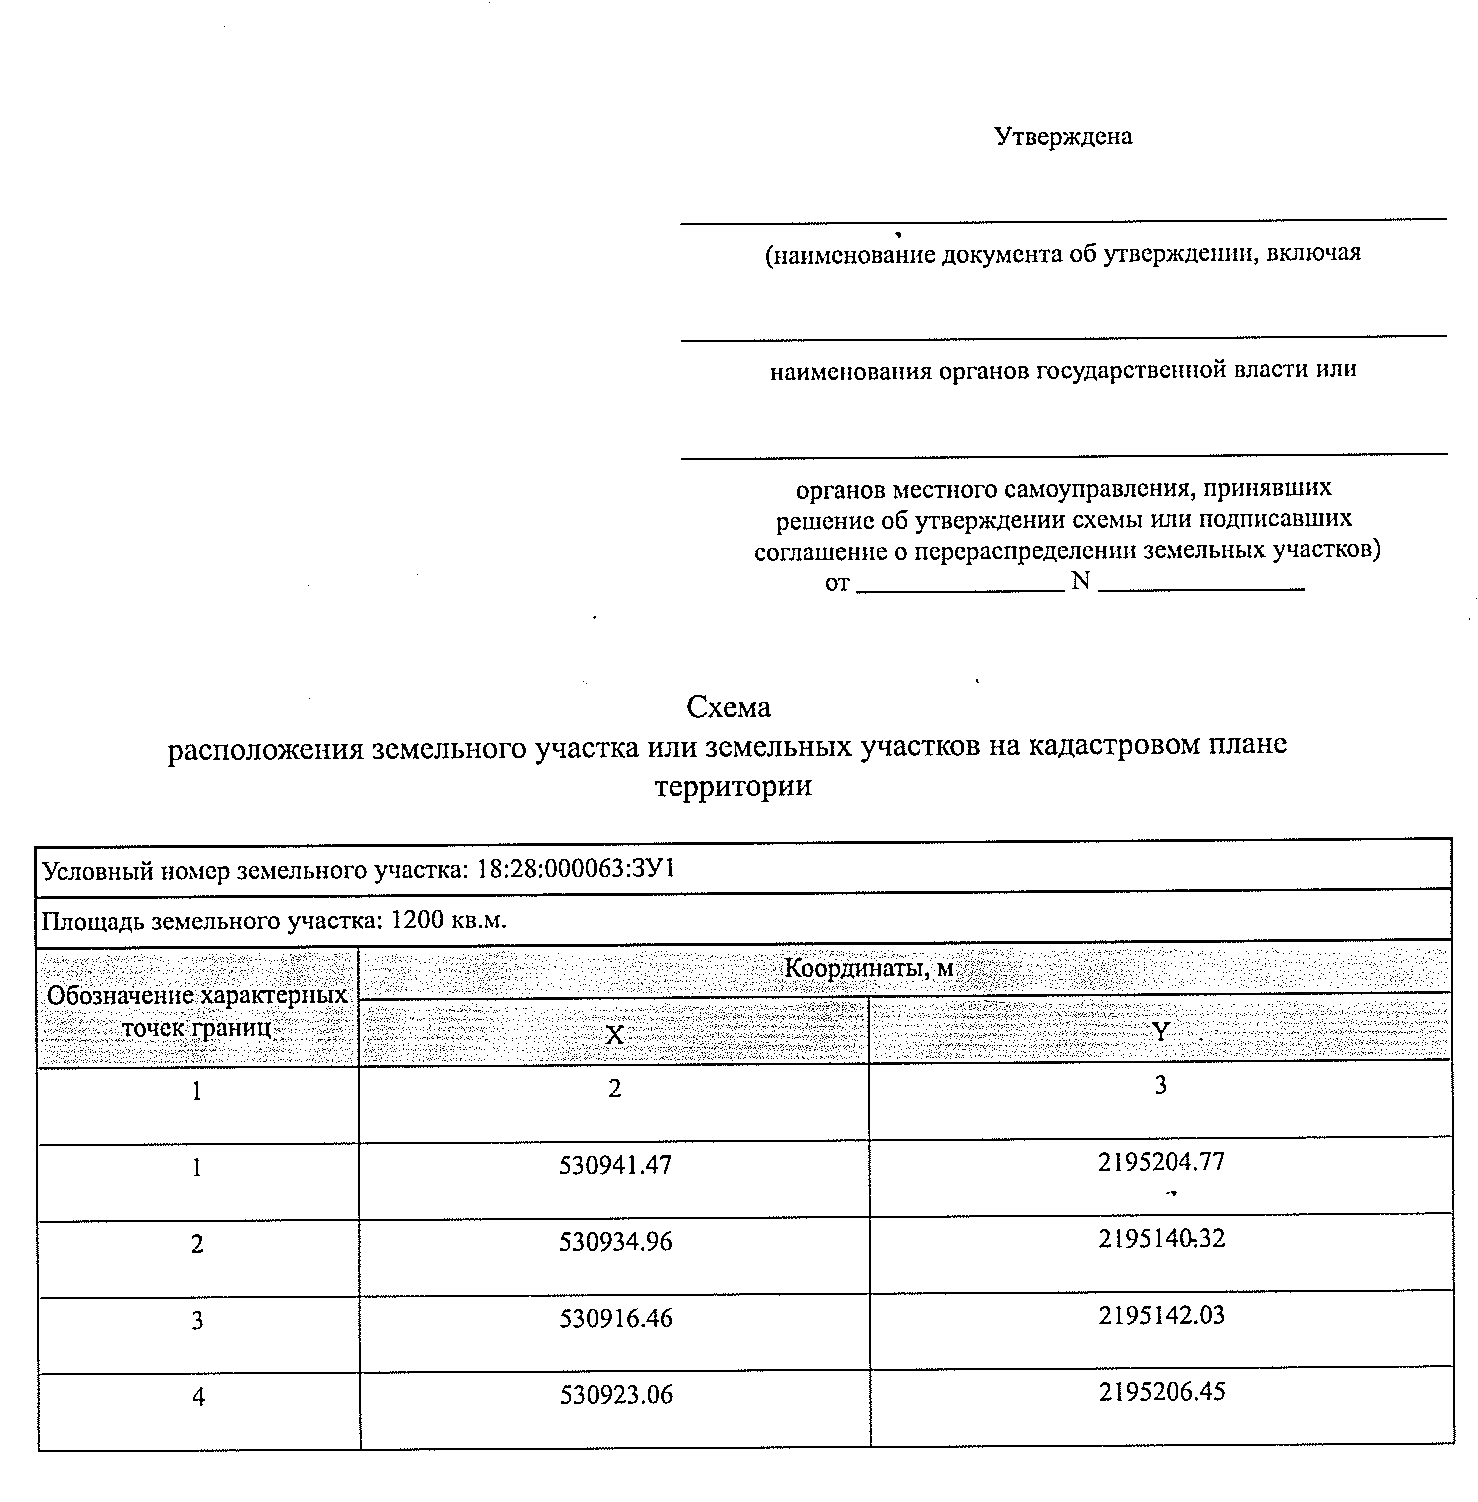 Утверждена
(наименование документа об утверждении, включая
наименования органов государственной власти или
органов местного самоуправления, принявших
решение об утверждении схемы или подписавших
соглашение о перераспределении земельных участков)
от ____________ N ____________
Схема
расположения земельного участка или земельных участков на кадастровом плане
территории
Условный номер земельного участка: 18:28:000063:ЗУ1
Площадь земельного участка: 1200 кв.м.
Обозначение характерных
точек границ
Координаты, м
X
Y
1 2 3
1 530941.47 2195204.77
2 530934.96 2195140.32
3 530916.46 2195142.03
4 530923.06 2195206.45